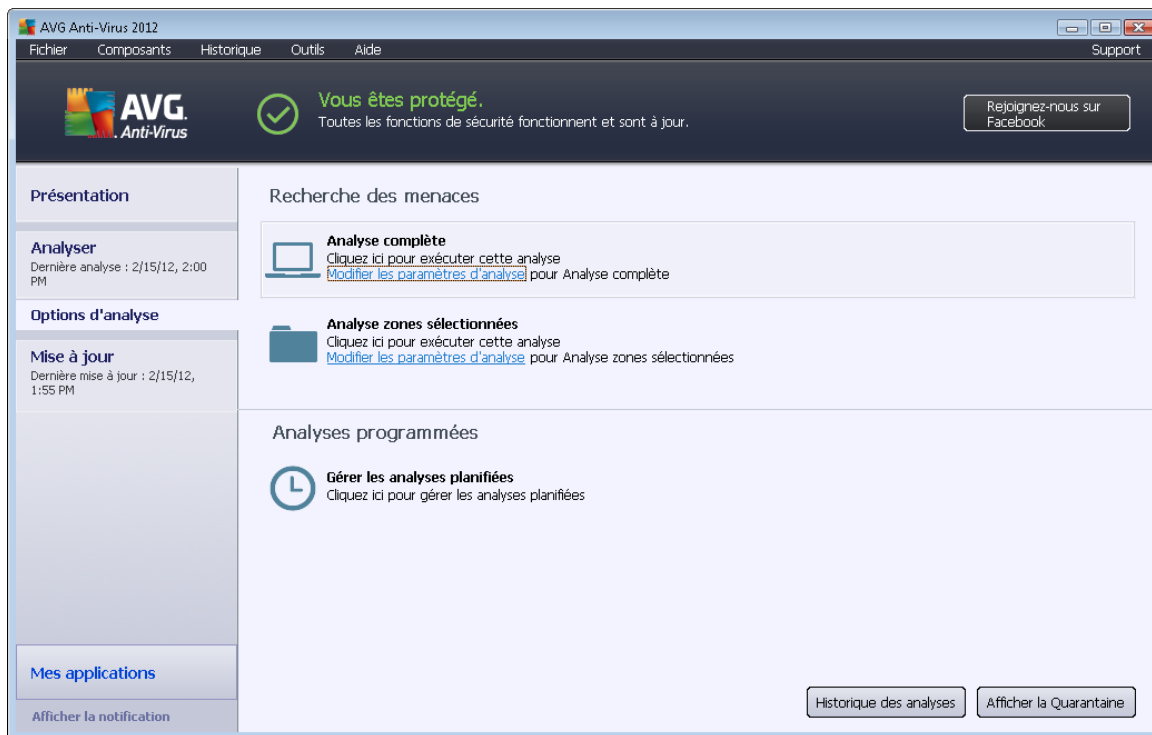 AVG Anti-Virus 2012
Fichier Composants Historique Outils Aide Support
AVG.
Anti-Virus
Vous êtes protégé.
Toutes les fonctions de sécurité fonctionnent et sont à jour.
Rejoignez-nous sur
Facebook
Présentation
Analyser
Dernière analyse : 2/15/12, 2:00
PM
Options d'analyse
Mise à jour
Dernière mise à jour : 2/15/12,
1:55 PM
Mes applications
Afficher la notification
Recherche des menaces
Analyse complète
Cliquez ici pour exécuter cette analyse
Modifier les paramètres d'analyse pour Analyse complète
Analyse zones sélectionnées
Cliquez ici pour exécuter cette analyse
Modifier les paramètres d'analyse pour Analyse zones sélectionnées
Analyses programmées
Gérer les analyses planifiées
Cliquez ici pour gérer les analyses planifiées
Historique des analyses
Afficher la Quarantaine